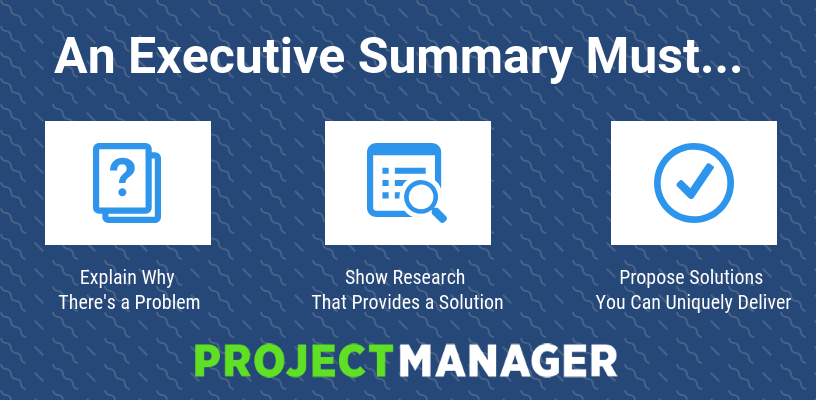 An Executive Summary Must...
?
Explain Why
There's a Problem
Show Research
That Provides a Solution
Propose Solutions
You Can Uniquely Deliver
PROJECTMANAGER